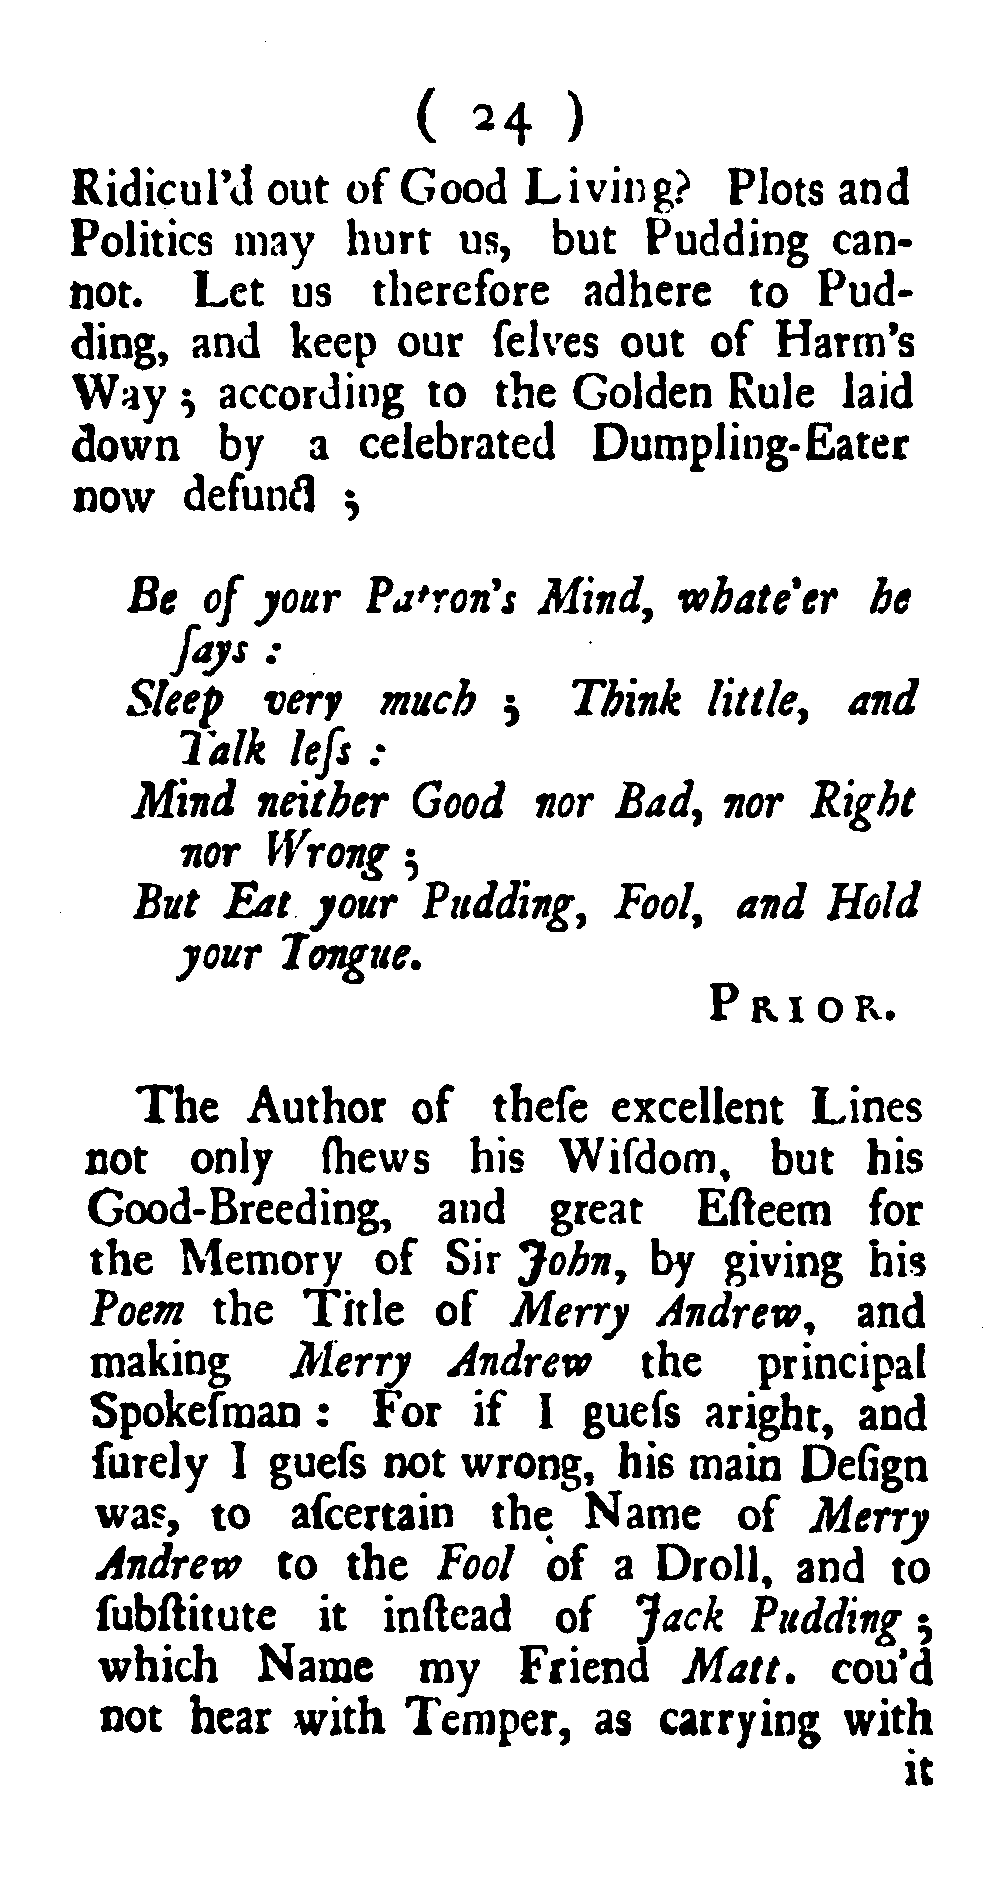 ( 24 )
Ridicul'd out of Good Living? Plots and
Politics may hurt us, but Pudding can-
not. Let us therefore adhere to Pud-
ding, and keep our ſelves out of Harm's
Way; according to the Golden Rule laid
down by a celebrated Dumpling-Eater
now defunct ;
Be of your Patron's Mind, whate'er he
ſays :
Sleep very much ; Think little, and
Talk leſs :
Mind neither Good nor Bad, nor Right
nor Wrong ;
But Eat your Pudding, Fool, and Hold
your Tongue.
PRIOR.
The Author of theſe excellent Lines
not only ſhews his Wiſdom, but his
Good-Breeding, and great Eſteem for
the Memory of Sir John, by giving his
Poem the Title of Merry Andrew, and
making Merry Andrew the principal
Spokeſman : For if I gueſs aright, and
ſurely I gueſs not wrong, his main Deſign
was, to aſcertain the Name of Merry
Andrew to the Fool of a Droll, and to
ſubſtitute it inſtead of Jack Pudding ;
which Name my Friend Matt. cou'd
not hear with Temper, as carrying with
it